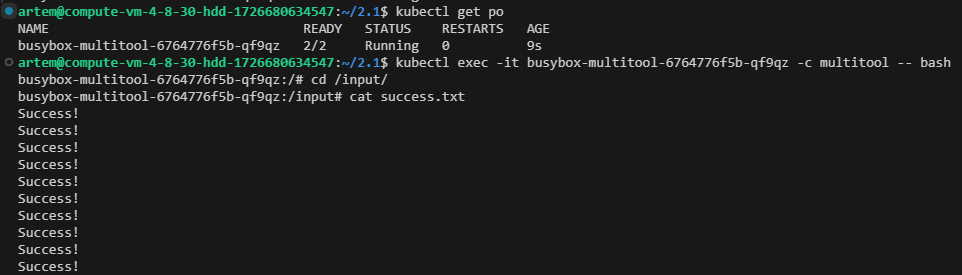 artem@compute-vm-4-8-30-hdd-1726680634547:~/2.1$ kubectl get po
NAME                               READY   STATUS    RESTARTS   AGE
busybox-multitool-6764776f5b-qf9qz   2/2     Running   0          9s
artem@compute-vm-4-8-30-hdd-1726680634547:~/2.1$ kubectl exec -it busybox-multitool-6764776f5b-qf9qz -c multitool -- bash
busybox-multitool-6764776f5b-qf9qz:/# cd /input/
busybox-multitool-6764776f5b-qf9qz:/input# cat success.txt
Success!
Success!
Success!
Success!
Success!
Success!
Success!
Success!
Success!
Success!